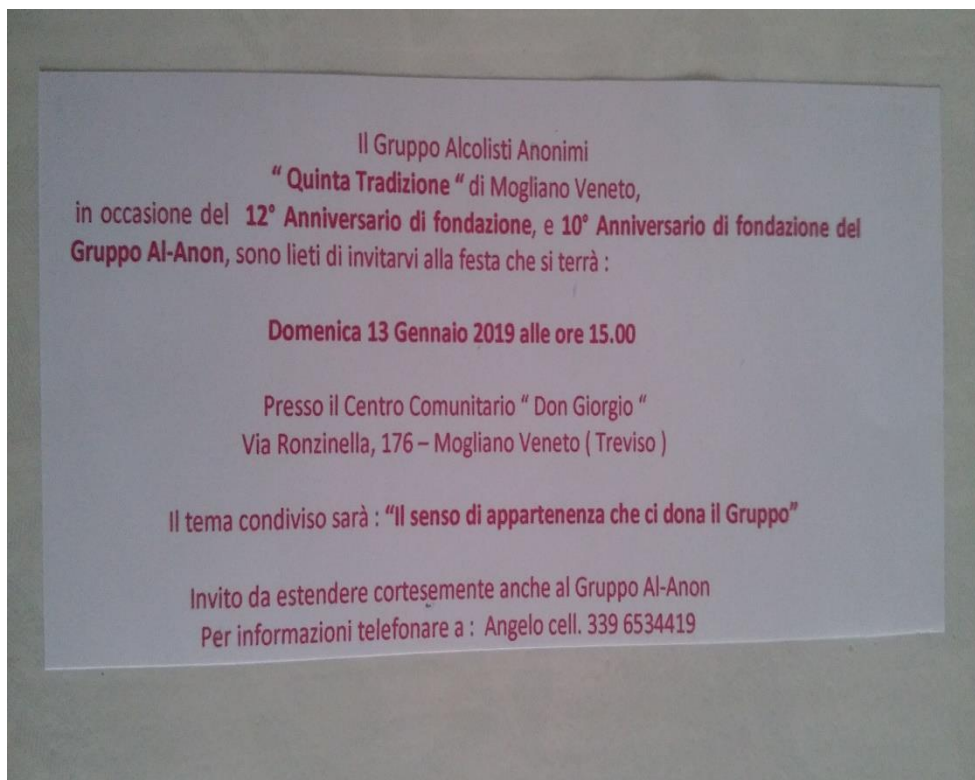 Il Gruppo Alcolisti Anonimi
“ Quinta Tradizione “ di Mogliano Veneto,
in occasione del 12° Anniversario di fondazione, e 10° Anniversario di fondazione del
Gruppo Al-Anon, sono lieti di invitarvi alla festa che si terrà :
Domenica 13 Gennaio 2019 alle ore 15.00
Presso il Centro Comunitario “ Don Giorgio “
Via Ronzinella, 176 – Mogliano Veneto ( Treviso )
Il tema condiviso sarà : “Il senso di appartenenza che ci dona il Gruppo”
Invito da estendere cortesemente anche al Gruppo Al-Anon
Per informazioni telefonare a : Angelo cell. 339 6534419